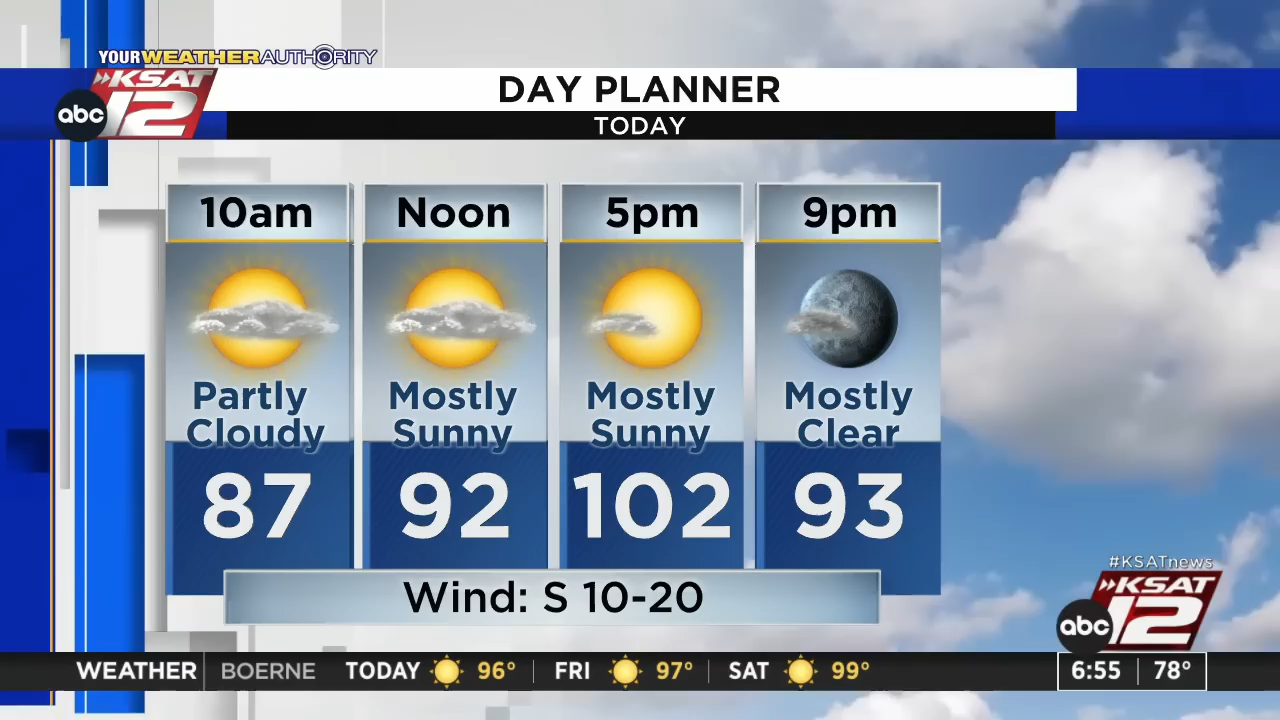 YOURWEATHERAUTHORITY
KSAT
abc 12
DAY PLANNER
TODAY
10am Noon 5pm 9pm
Partly Mostly Mostly Mostly
Cloudy Sunny Sunny Clear
87 92 102 93
Wind: S 10-20
#KSATnews
KSAT
abc 12
WEATHER BOERNE TODAY 96° FRI 97° SAT 99° 6:55 78°